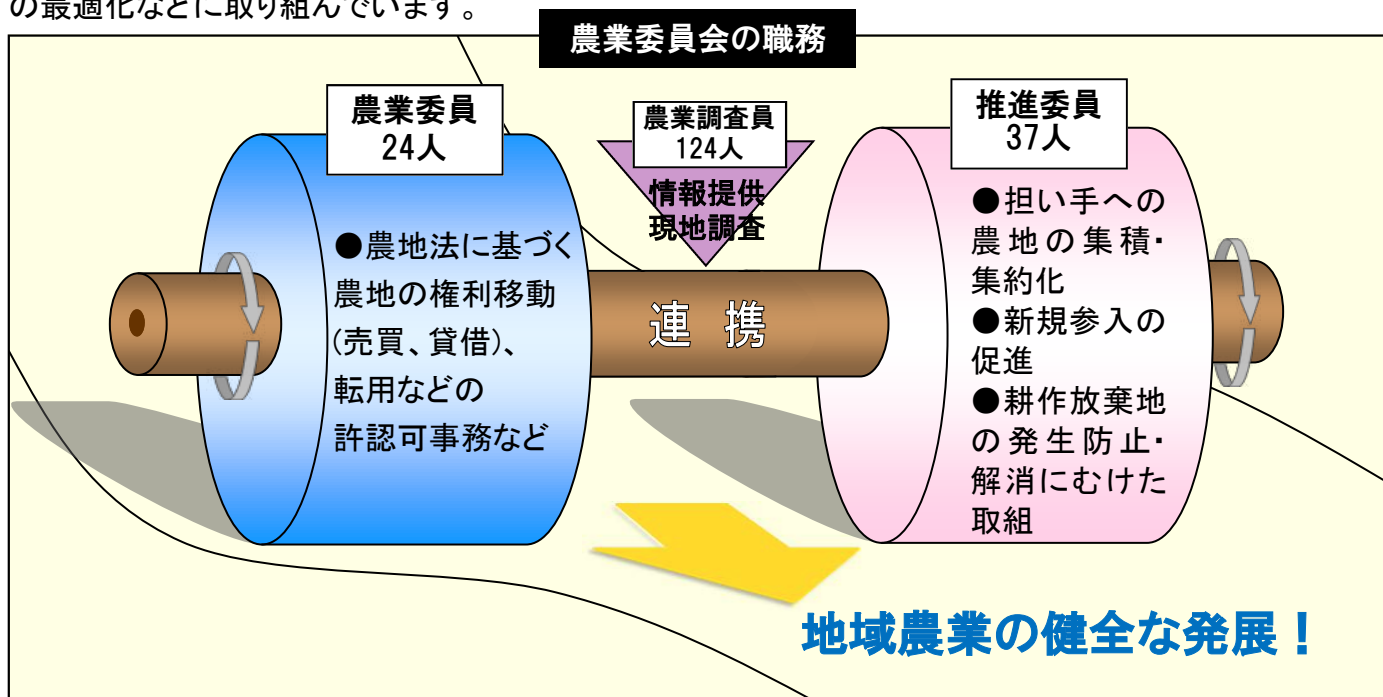 の最適化などに取り組んでいます。
農業委員会の職務
農業委員
24人
●農地法に基づく
農地の権利移動
(売買、貸借)、
転用などの
許認可事務など
農業調査員
124人
情報提供
現地調査
連 携
推進委員
37人
●担い手への
農地の集積・
集約化
●新規参入の
促進
●耕作放棄地
の発生防止・
解消にむけた
取組
地域農業の健全な発展！